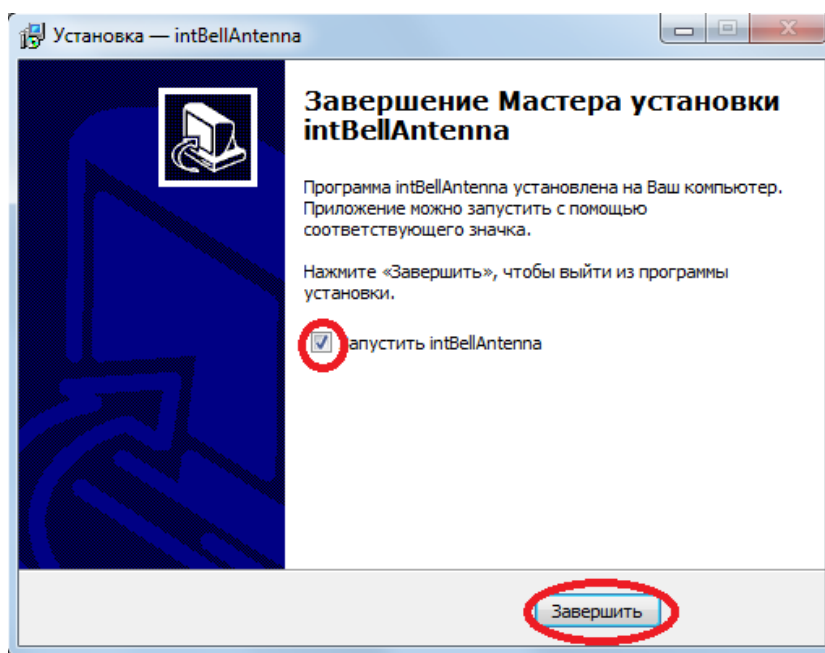 Установка — intBellAntenna
Завершение Мастера установки
intBellAntenna
Программа intBellAntenna установлена на Ваш компьютер.
Приложение можно запустить с помощью
соответствующего значка.
Нажмите «Завершить», чтобы выйти из программы
установки.
апустить intBellAntenna
Завершить